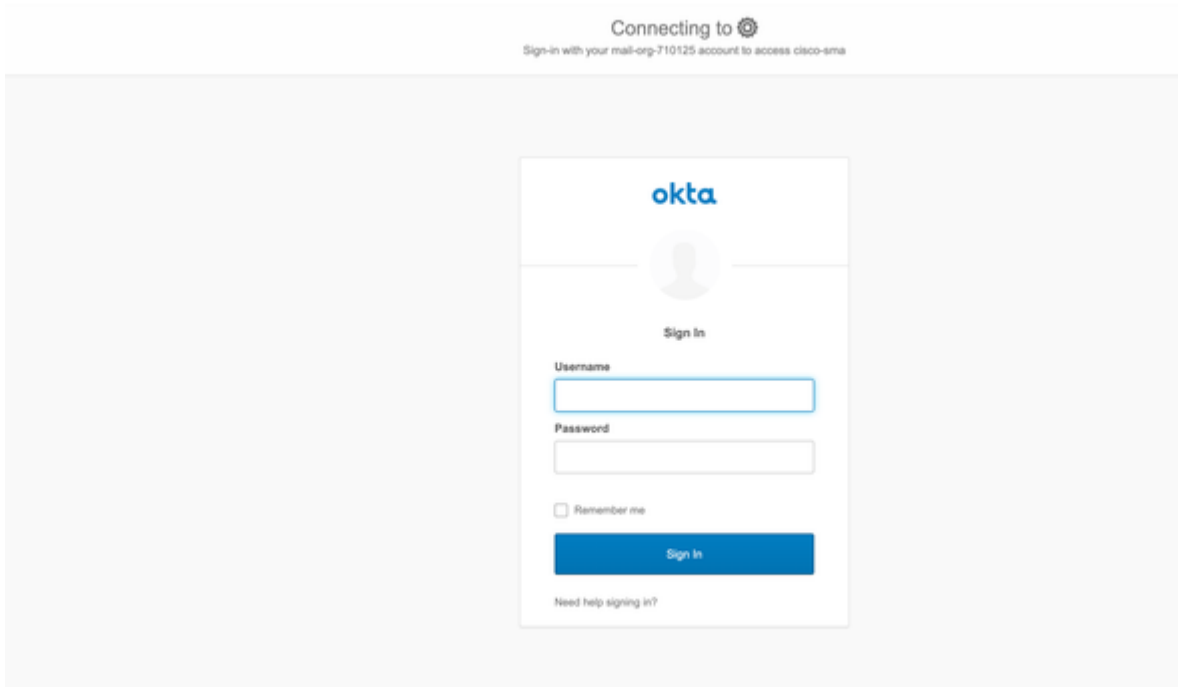 Connecting to
Sign-in with your mail-org-710125 account to access cisco-sma
okta
Sign In
Username
Password
Remember me
Sign In
Need help signing in?